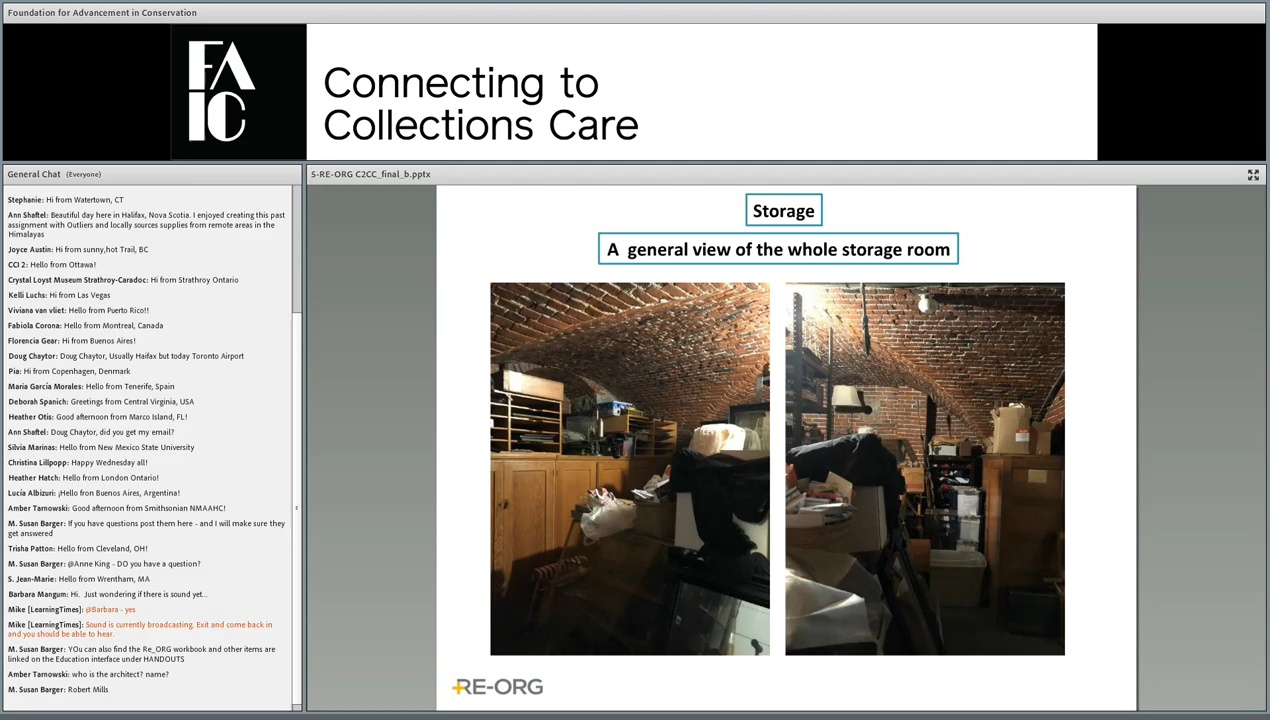 Foundation for Advancement in Conservation
FA
IC
Connecting to
Collections Care
General Chat (Everyone)
Stephanie: Hi from Watertown, CT
Ann Shaftel: Beautiful day here in Halifax, Nova Scotia. I enjoyed creating this past
assignment with Outliers and locally sources supplies from remote areas in the
Himalayas
Joyce Austin: Hi from sunny,hot Trail, BC
CCI 2: Hello from Ottawa!
Crystal Loyst Museum Strathroy-Caradoc: Hi from Strathroy Ontario
Kelli Luchs: Hi from Las Vegas
Viviana van vliet: Hello from Puerto Rico!!
Fabiola Corona: Hello from Montreal, Canada
Florencia Gear: Hi from Buenos Aires!
Doug Chaytor: Doug Chaytor, Usually Haifax but today Toronto Airport
Pia: Hi from Copenhagen, Denmark
Maria García Morales: Hello from Tenerife, Spain
Deborah Spanich: Greetings from Central Virginia, USA
Heather Otis: Good afternoon from Marco Island, FL!
Ann Shaftel: Doug Chaytor, did you get my email?
Silvia Marinas: Hello from New Mexico State University
Christina Lillpopp: Happy Wednesday all!
Heather Hatch: Hello from London Ontario!
Lucía Albizuri: ¡Hello fron Buenos Aires, Argentina!
Amber Tarnowski: Good afternoon from Smithsonian NMAAHC!
M. Susan Barger: If you have questions post them here - and I will make sure they
get answered
Trisha Patton: Hello from Cleveland, OH!
M. Susan Barger: @Anne King - DO you have a question?
S. Jean-Marie: Hello from Wrentham, MA
Barbara Mangum: Hi. Just wondering if there is sound yet...
Mike [LearningTimes]: @Barbara - yes
Mike [LearningTimes]: Sound is currently broadcasting. Exit and come back in
and you should be able to hear.
M. Susan Barger: YOu can also find the Re_ORG workbook and other items are
linked on the Education interface under HANDOUTS
Amber Tarnowski: who is the architect? name?
M. Susan Barger: Robert Mills
5-RE-ORG C2CC_final_b.pptx
Storage
A general view of the whole storage room
RE-ORG